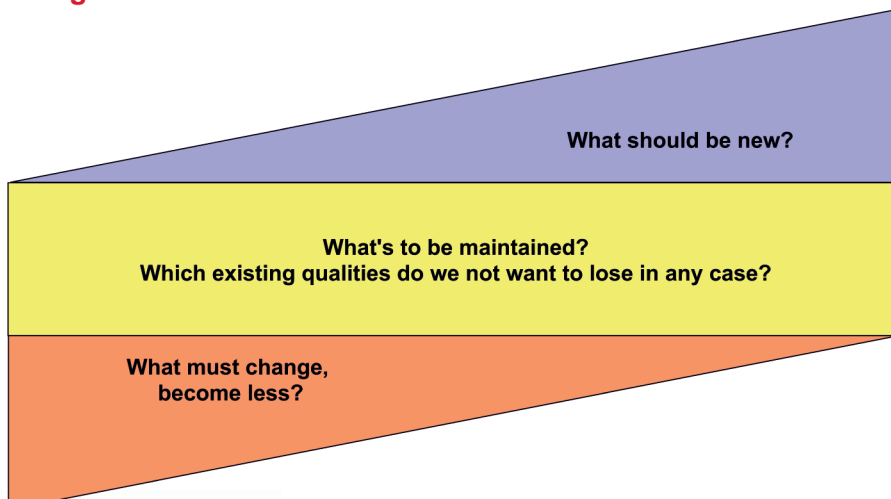 What should be new?
What's to be maintained?
Which existing qualities do we not want to lose in any case?
What must change,
become less?